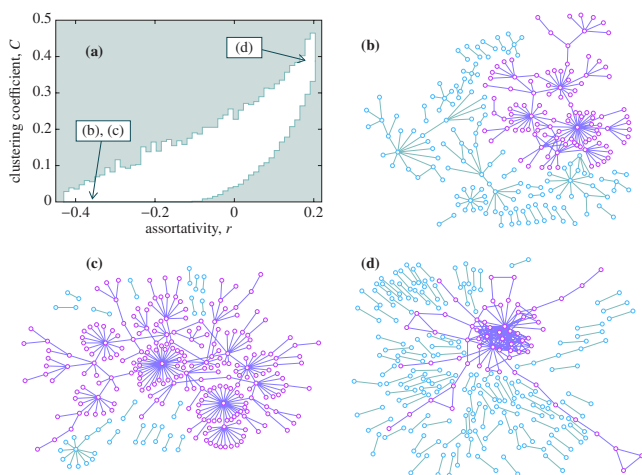 0.5
0.4
0.3
0.2
0.1
0
clustering coefficient, C
(a)
(d)
(b), (c)
−0.4
−0.2
0
0.2
assortativity, r
(b)
(c)
(d)